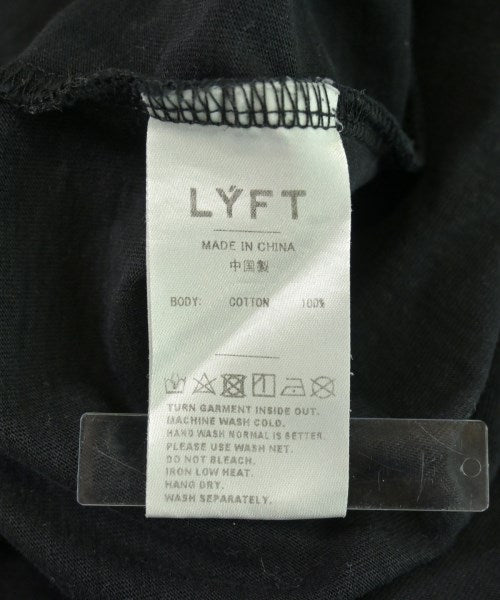 LÝFT
MADE IN CHINA
中国製
BODY: COTTON 100%
TURN GARMENT INSIDE OUT.
MACHINE WASH COLD.
HAND WASH NORMAL IS BETTER.
PLEASE USE WASH NET.
DO NOT BLEACH.
IRON LOW HEAT.
HANG DRY.
WASH SEPARATELY.